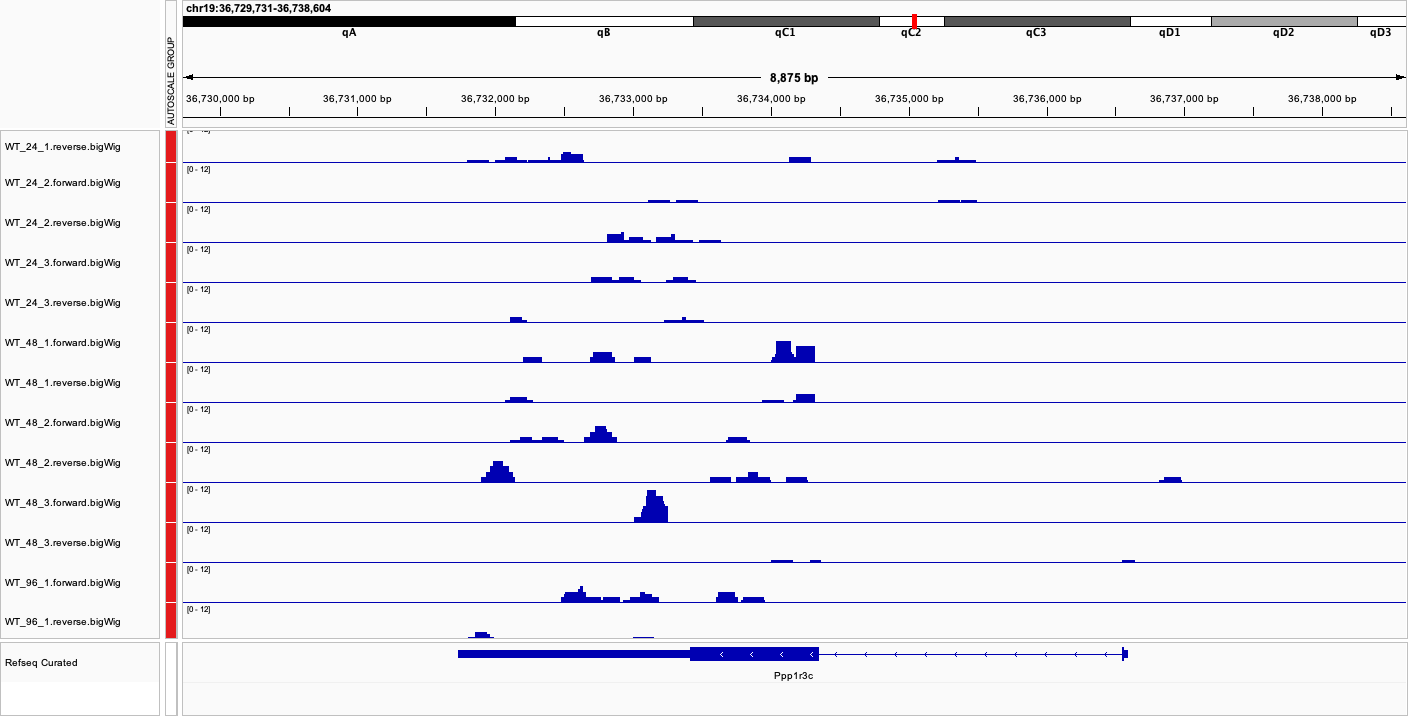 chr19:36,729,731-36,738,604
qA qB qC1 qC2 qC3 qD1 qD2 qD3
AUTOSCALE GROUP
8,875 bp
36,730,000 bp 36,731,000 bp 36,732,000 bp 36,733,000 bp 36,734,000 bp 36,735,000 bp 36,736,000 bp 36,737,000 bp 36,738,000 bp
WT_24_1.reverse.bigWig
[0 - 12]
WT_24_2.forward.bigWig
[0 - 12]
WT_24_2.reverse.bigWig
[0 - 12]
WT_24_3.forward.bigWig
[0 - 12]
WT_24_3.reverse.bigWig
[0 - 12]
WT_48_1.forward.bigWig
[0 - 12]
WT_48_1.reverse.bigWig
[0 - 12]
WT_48_2.forward.bigWig
[0 - 12]
WT_48_2.reverse.bigWig
[0 - 12]
WT_48_3.forward.bigWig
[0 - 12]
WT_48_3.reverse.bigWig
[0 - 12]
WT_96_1.forward.bigWig
[0 - 12]
WT_96_1.reverse.bigWig
Refseq Curated
Ppp1r3c